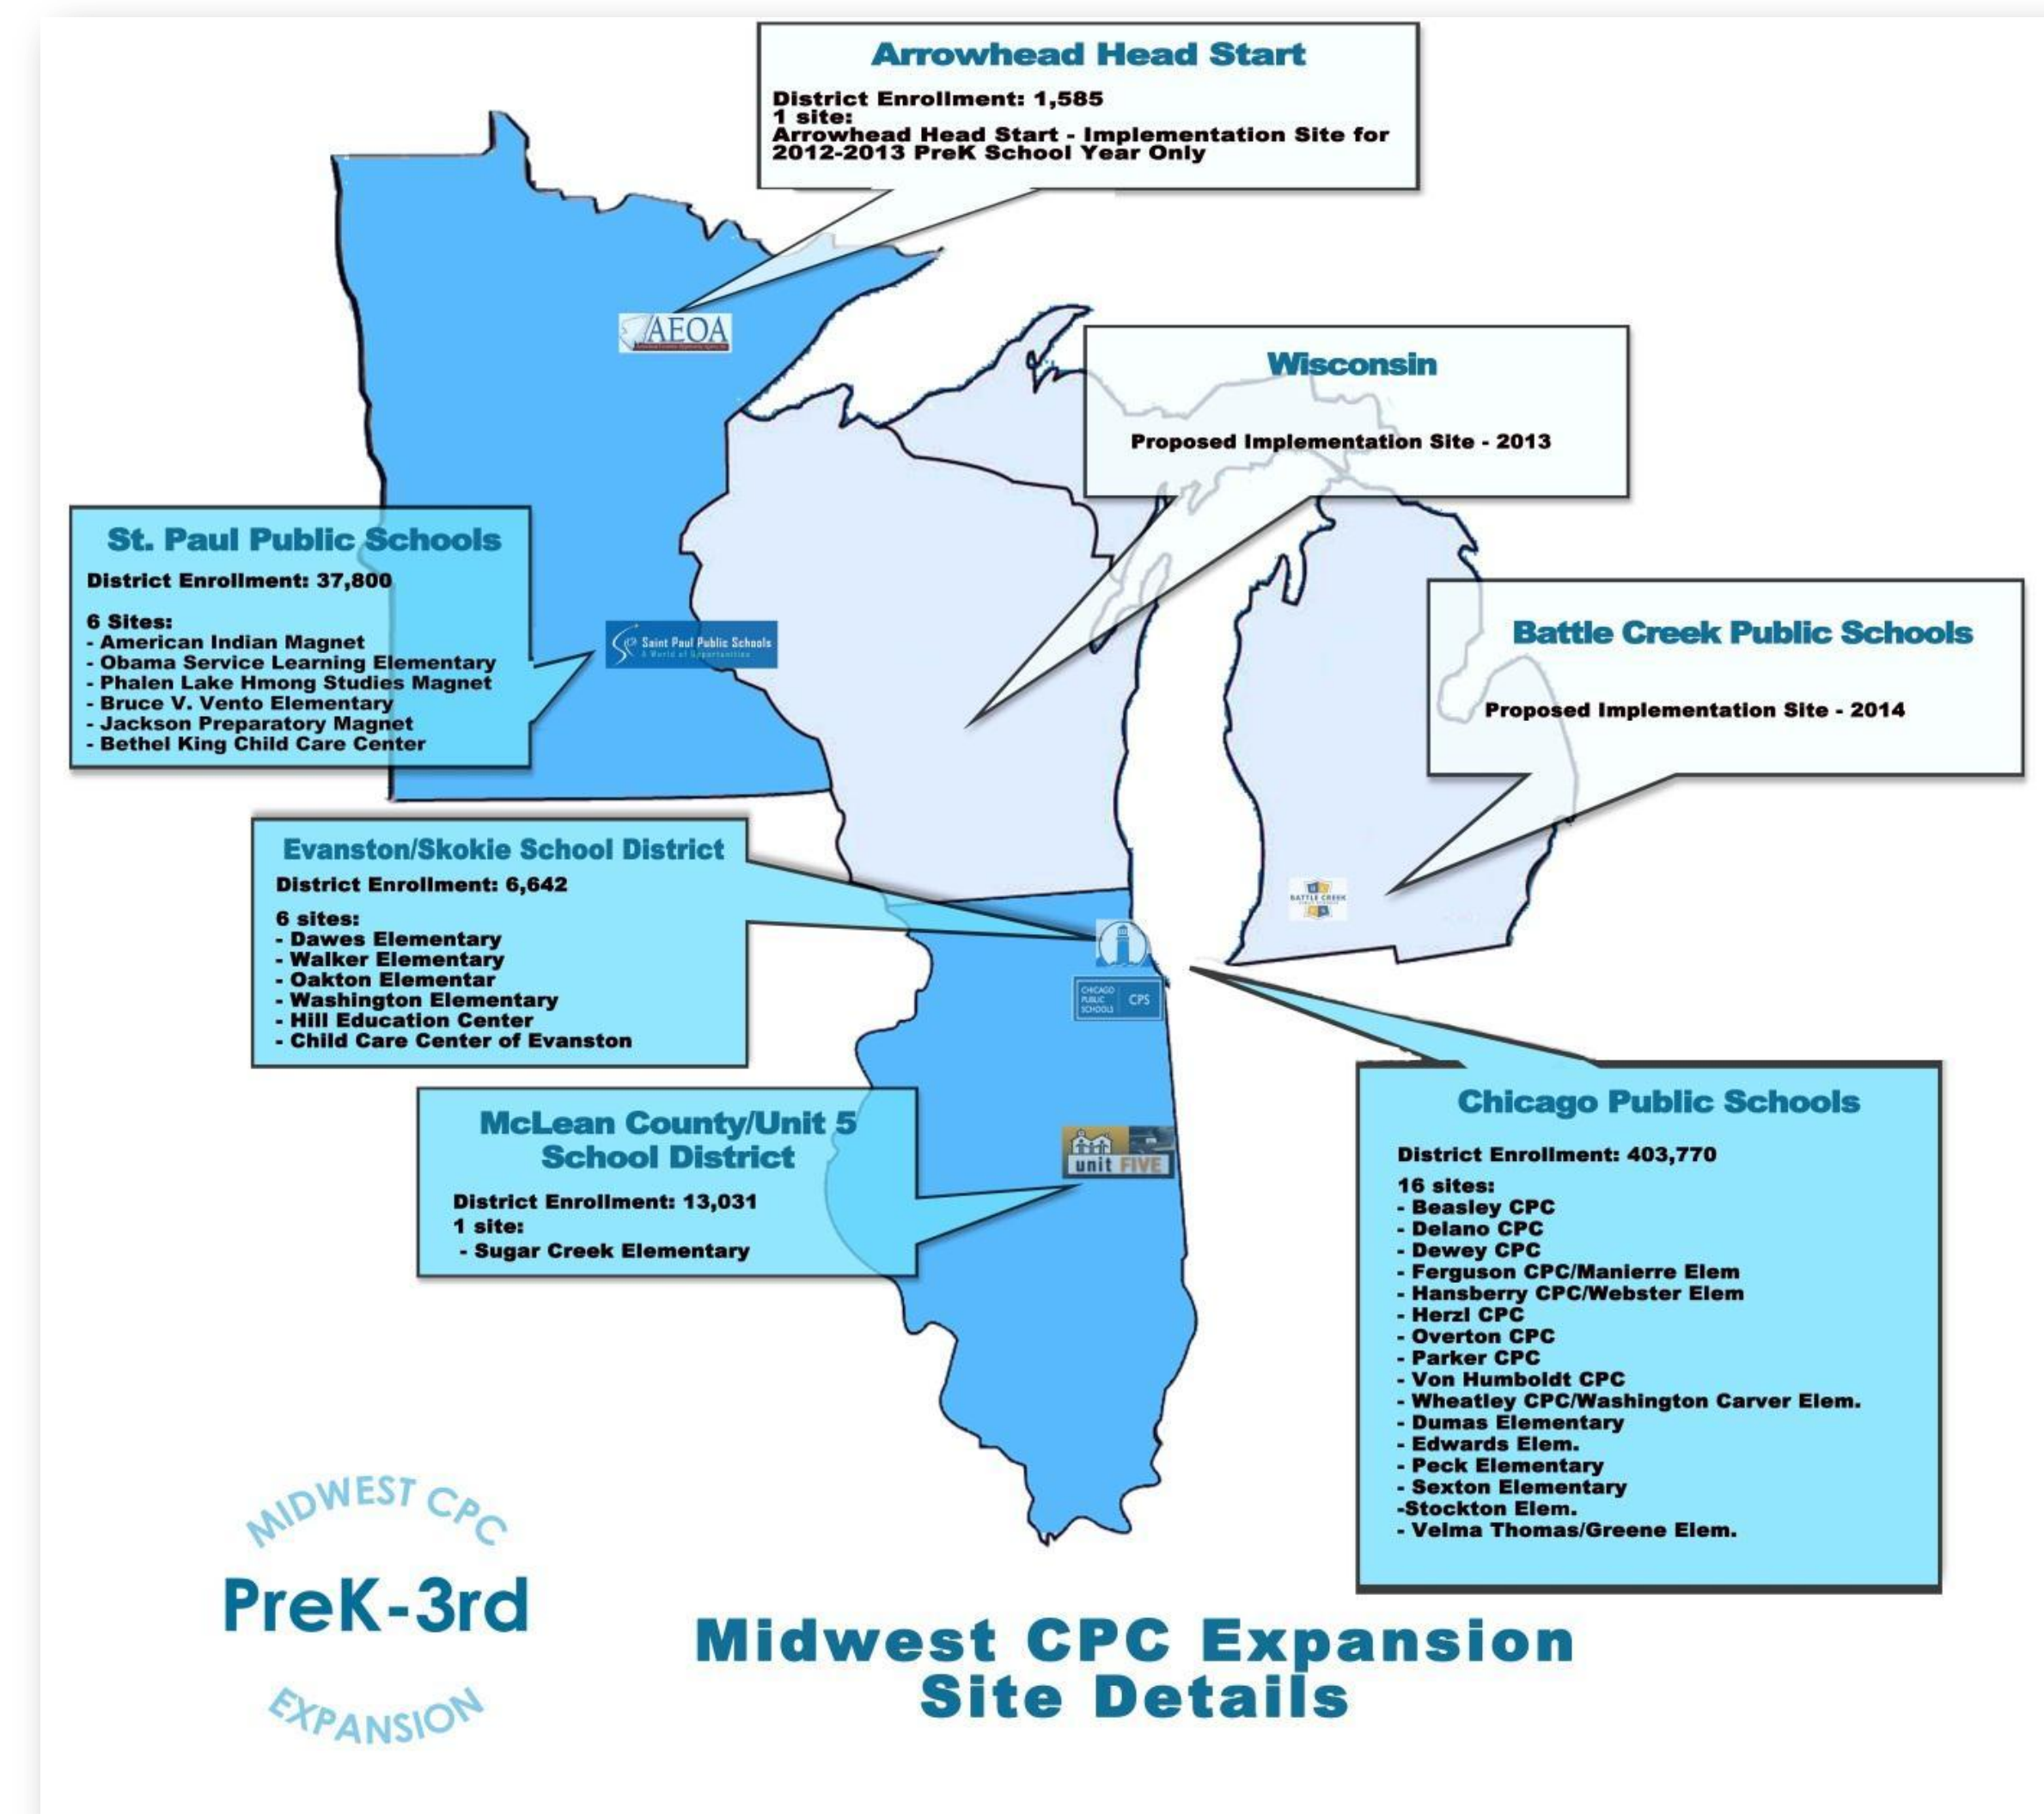 Arrowhead Head Start
District Enrollment: 1,585
1 site:
Arrowhead Head Start - Implementation Site for
2012-2013 PreK School Year Only
AEOA
Wisconsin
Proposed Implementation Site - 2013
St. Paul Public Schools
District Enrollment: 37,800
6 Sites:
- American Indian Magnet
- Obama Service Learning Elementary
- Phalen Lake Hmong Studies Magnet
- Bruce V. Vento Elementary
- Jackson Preparatory Magnet
- Bethel King Child Care Center
Saint Paul Public Schools
A World of Opportunities
Battle Creek Public Schools
Proposed Implementation Site - 2014
BATTLE CREEK
Evanston/Skokie School District
District Enrollment: 6,642
6 sites:
- Dawes Elementary
- Walker Elementary
- Oakton Elementar
- Washington Elementary
- Hill Education Center
- Child Care Center of Evanston
CHICAGO
PUBLIC
SCHOOLS
CPS
McLean County/Unit 5
School District
District Enrollment: 13,031
1 site:
- Sugar Creek Elementary
unit FIVE
Chicago Public Schools
District Enrollment: 403,770
16 sites:
- Beasley CPC
- Delano CPC
- Dewey CPC
- Ferguson CPC/Manierre Elem
- Hansberry CPC/Webster Elem
- Herzl CPC
- Overton CPC
- Parker CPC
- Von Humboldt CPC
- Wheatley CPC/Washington Carver Elem.
- Dumas Elementary
- Edwards Elem.
- Peck Elementary
- Sexton Elementary
-Stockton Elem.
- Velma Thomas/Greene Elem.
MIDWEST CPC
PreK-3rd
EXPANSION
Midwest CPC Expansion
Site Details